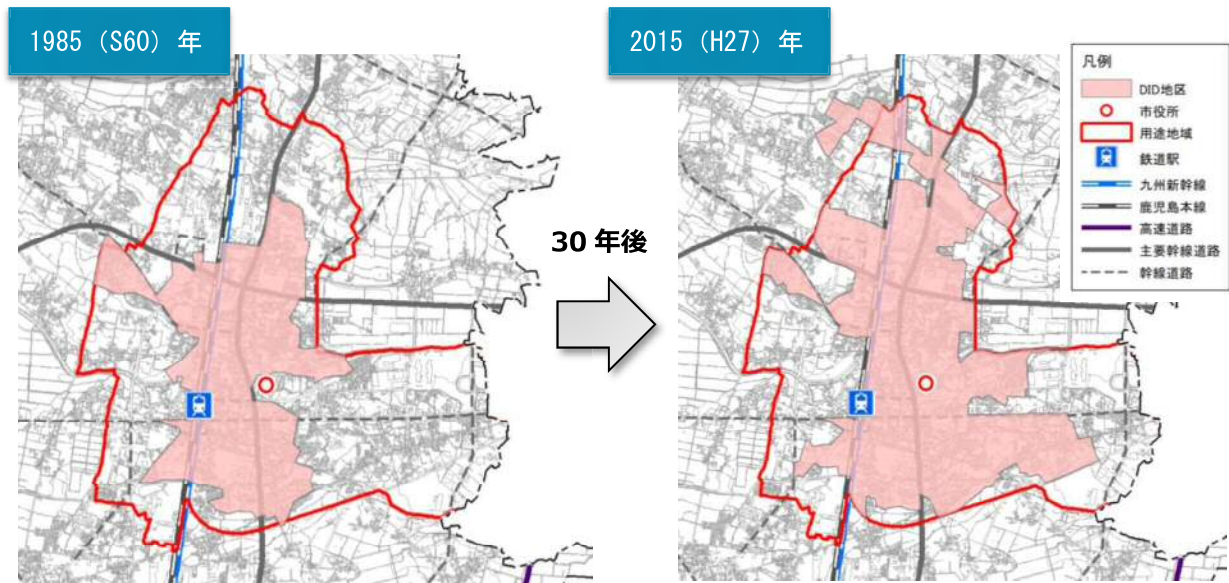 1985（S60）年
2015（H27）年
30 年後
凡例
DID地区
市役所
用途地域
鉄道駅
九州新幹線
鹿児島本線
高速道路
主要幹線道路
幹線道路